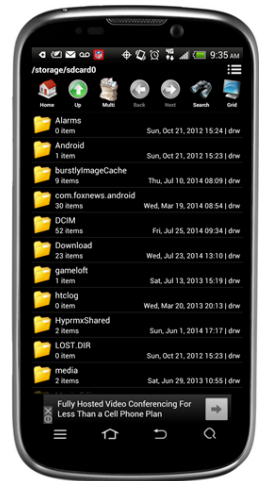 9:35 AM
/storage/sdcard0
Home Up Multi Back Next Search Grid
Alarms
0 item Sun, Oct 21, 2012 15:24 | drw
Android
1 item Sun, Oct 21, 2012 15:23 | drw
burstlyImageCache
9 items Thu, Jul 10, 2014 08:09 | drw
com.foxnews.android
30 items Wed, Mar 19, 2014 08:54 | drw
DCIM
52 items Fri, Jul 25, 2014 09:34 | drw
Download
23 items Wed, Jul 23, 2014 13:10 | drw
gameloft
1 item Sat, Jul 13, 2013 15:19 | drw
htclog
0 item Wed, Mar 20, 2013 20:13 | drw
HyprmxShared
2 items Sun, Jun 1, 2014 17:17 | drw
LOST.DIR
0 item Sun, Oct 21, 2012 15:23 | drw
media
2 items Sat, Jun 29, 2013 10:55 | drw
Fully Hosted Video Conferencing For
Less Than a Cell Phone Plan